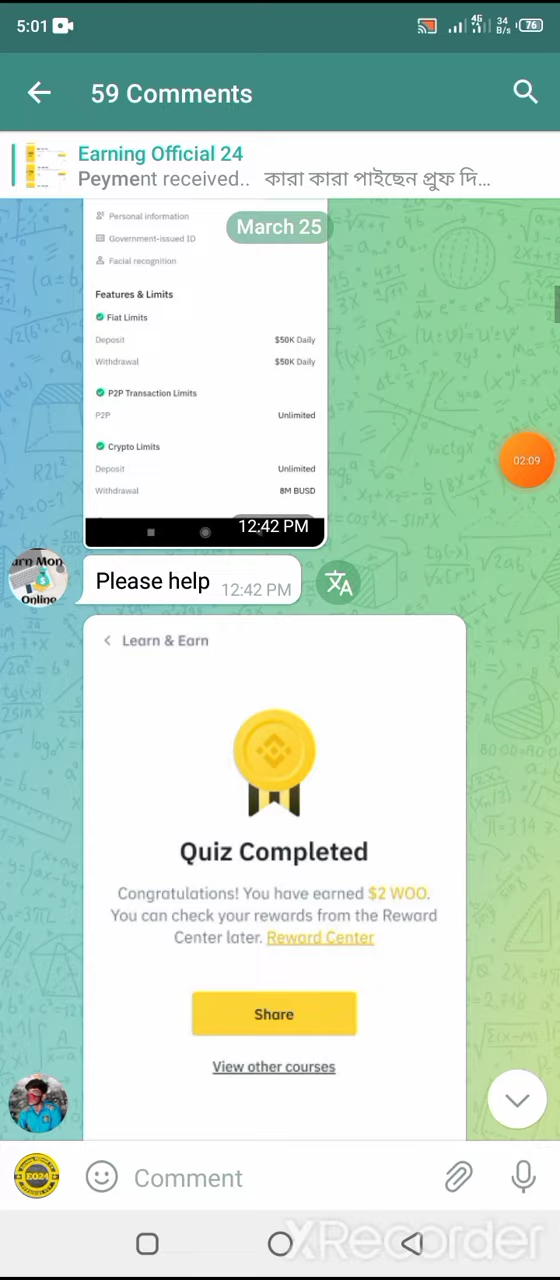 5:01
4G
34
B/s
76
59 Comments
Earning Official 24
Peyment received.. কারা কারা পাইছেন প্রুফ দি...
March 25
Personal information
Government-issued ID
Facial recognition
Features & Limits
Fiat Limits
Deposit $50K Daily
Withdrawal $50K Daily
P2P Transaction Limits
P2P Unlimited
Crypto Limits
Deposit Unlimited
Withdrawal 8M BUSD
12:42 PM
02:09
Online
Please help 12:42 PM
Learn & Earn
Quiz Completed
Congratulations! You have earned $2 WOO.
You can check your rewards from the Reward
Center later. Reward Center
Share
View other courses
Comment
XRecorder